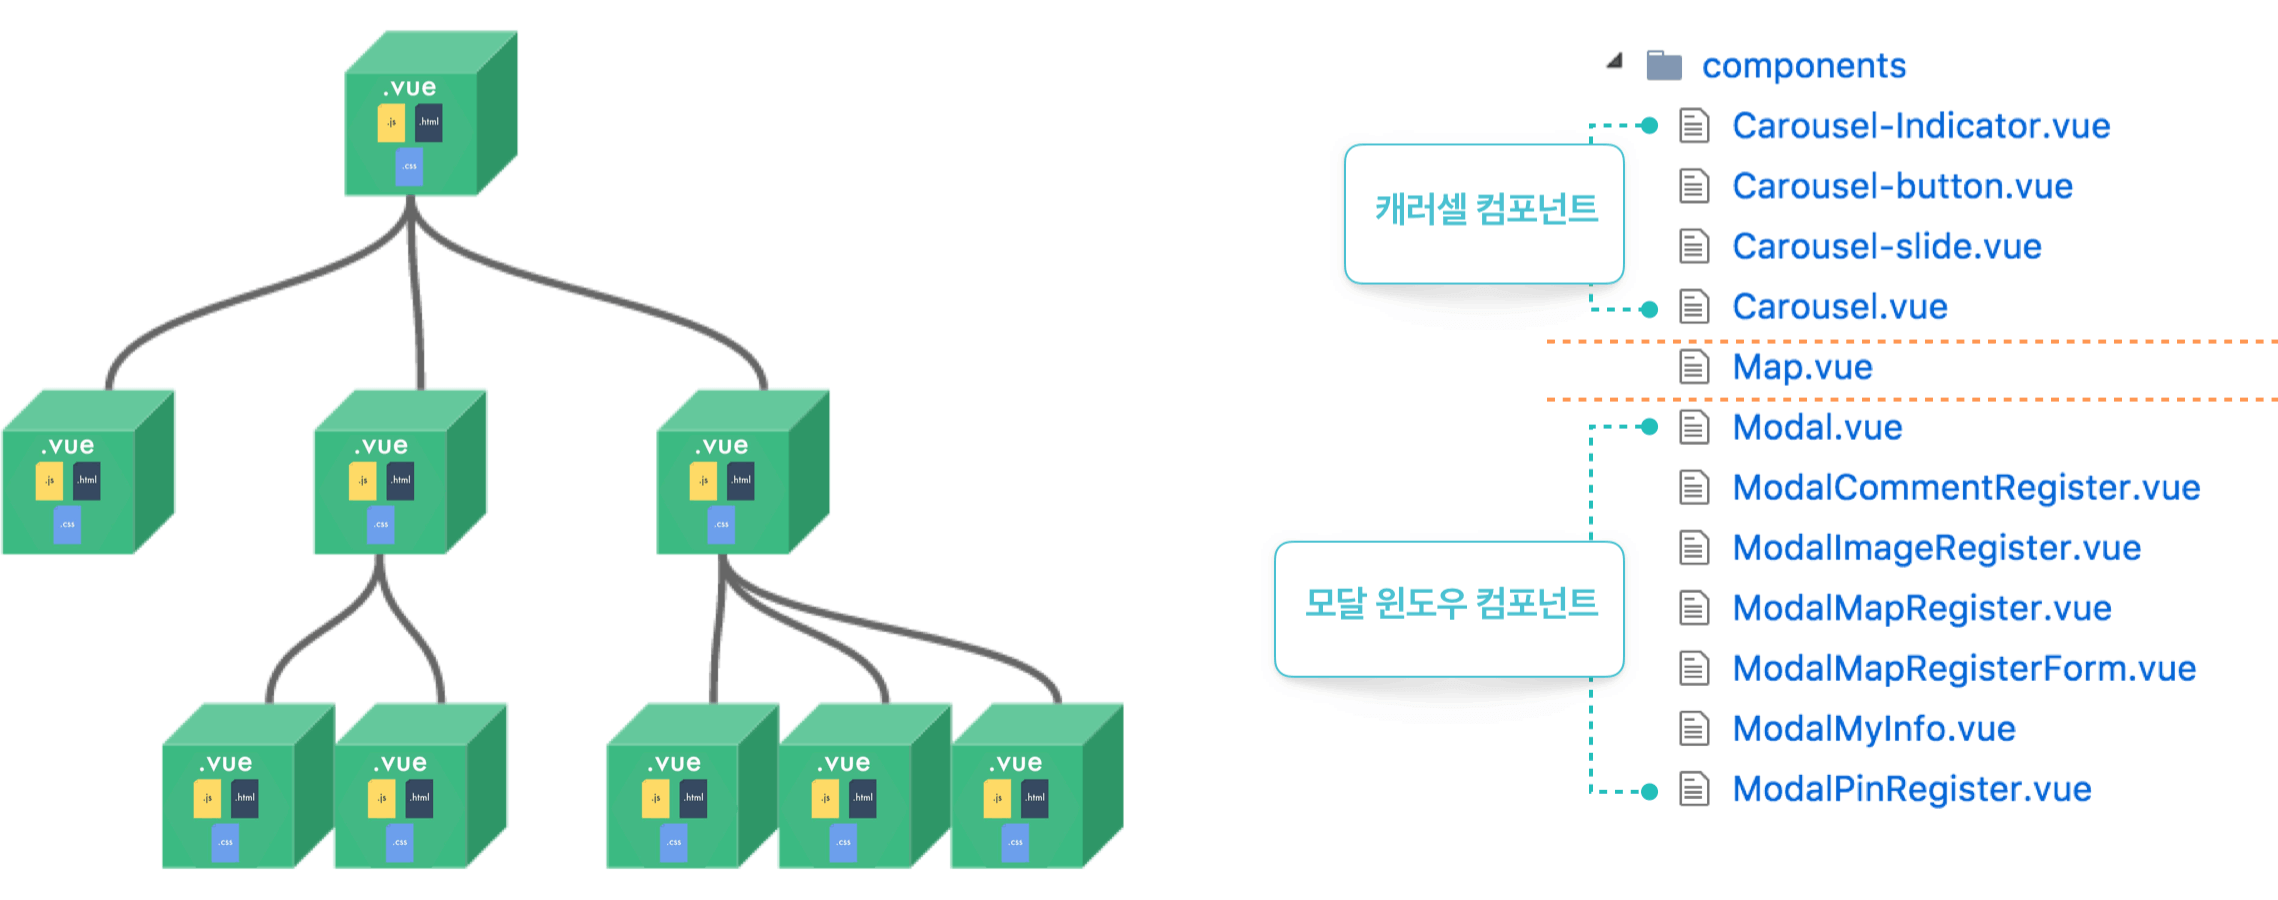 .vue
.js
.html
.css
.vue
.js
.html
.css
.vue
.js
.html
.css
.vue
.js
.html
.css
.vue
.js
.html
.css
.vue
.js
.html
.css
.vue
.js
.html
.css
.vue
.js
.html
.css
.vue
.js
.html
.css
components
캐러셀 컴포넌트
Carousel-Indicator.vue
Carousel-button.vue
Carousel-slide.vue
Carousel.vue
Map.vue
모달 윈도우 컴포넌트
Modal.vue
ModalCommentRegister.vue
ModalImageRegister.vue
ModalMapRegister.vue
ModalMapRegisterForm.vue
ModalMyInfo.vue
ModalPinRegister.vue